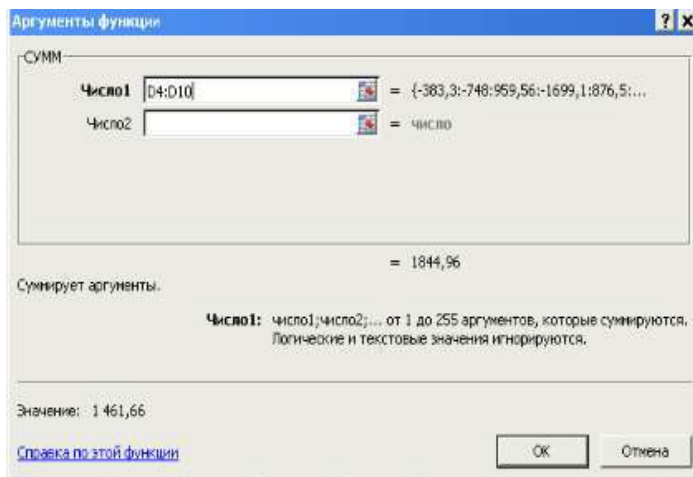 Аргументы функции
СУММ
Число1 D4:D10 = {-383,3:-748:959,56:-1699,1:876,5:...
Число2 = число
= 1844,96
Суммирует аргументы.
Число1: число1;число2;... от 1 до 255 аргументов, которые суммируются.
Логические и текстовые значения игнорируются.
Значение: 1 461,66
Справка по этой функции
ОК Отмена